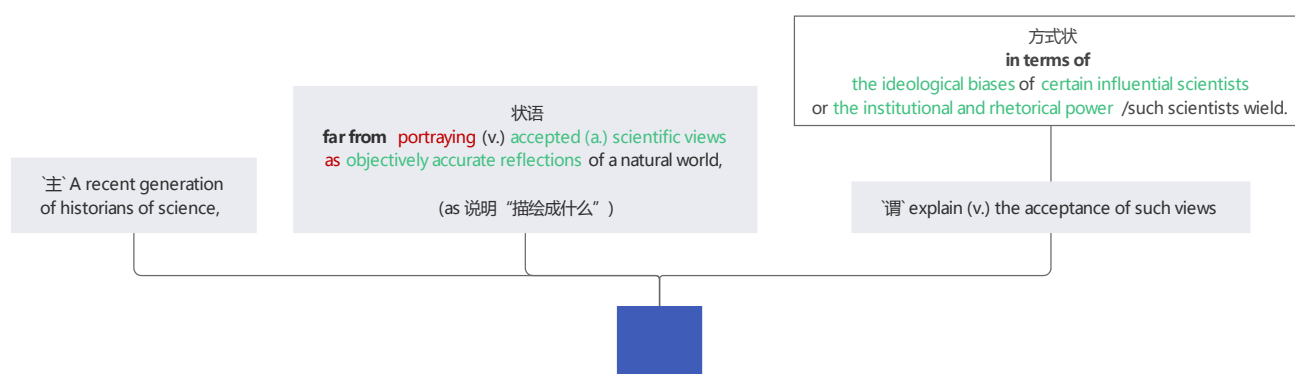 `主` A recent generation
of historians of science,
状语
far from portraying (v.) accepted (a.) scientific views
as objectively accurate reflections of a natural world,
(as 说明“描绘成什么”)
方式状
in terms of
the ideological biases of certain influential scientists
or the institutional and rhetorical power /such scientists wield.
`谓` explain (v.) the acceptance of such views